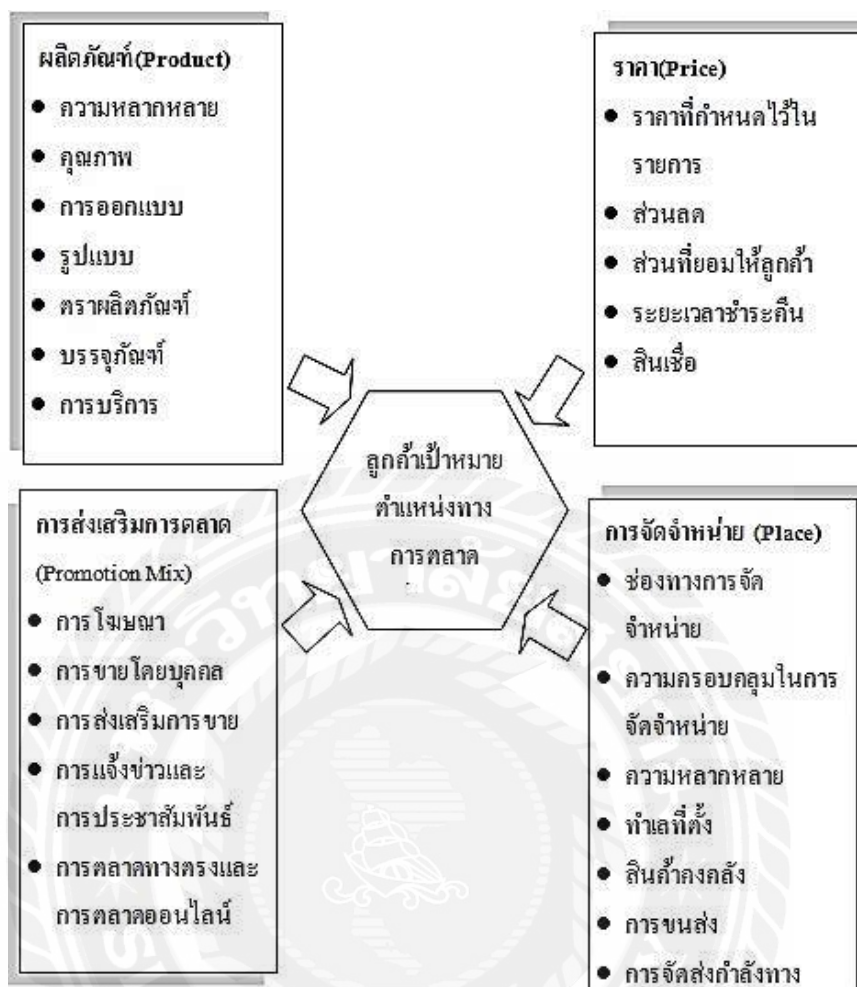 ผลิตภัณฑ์(Product)
● ความหลากหลาย
● คุณภาพ
● การออกแบบ
● รูปแบบ
● ตราผลิตภัณฑ์
● บรรจุภัณฑ์
● การบริการ
ราคา(Price)
● ราคาที่กำหนดไว้ใน
รายการ
● ส่วนลด
● ส่วนที่ยอมให้ลูกค้า
● ระยะเวลาชำระคืน
● สินเชื่อ
ลูกค้าเป้าหมาย
ตำแหน่งทาง
การตลาด
การส่งเสริมการตลาด
(Promotion Mix)
● การโฆษณา
● การขายโดยบุคคล
● การส่งเสริมการขาย
● การแจ้งข่าวและ
การประชาสัมพันธ์
● การตลาดทางตรงและ
การตลาดออนไลน์
การจัดจำหน่าย (Place)
● ช่องทางการจัด
จำหน่าย
● ความครอบคลุมในการ
จัดจำหน่าย
● ความหลากหลาย
● ทำเลที่ตั้ง
● สินค้าคงคลัง
● การขนส่ง
● การจัดส่งกำลังทาง